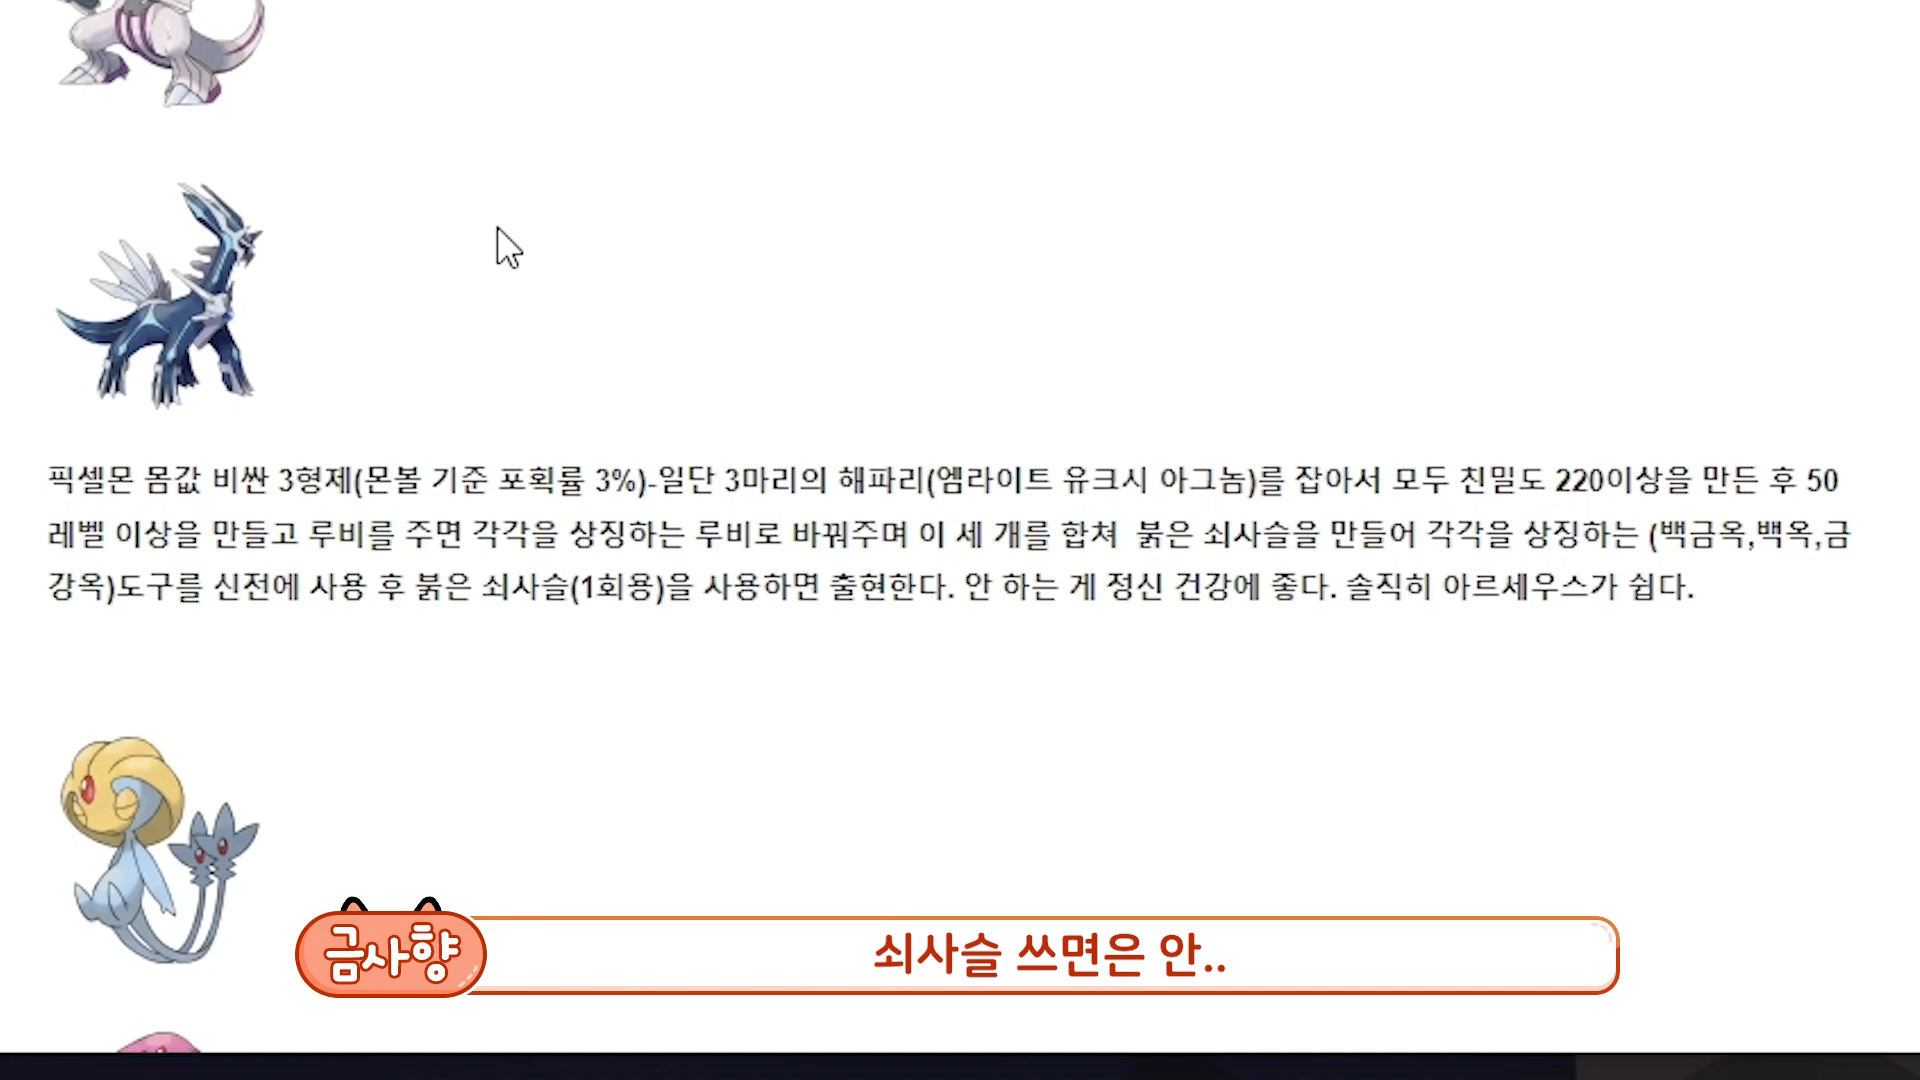 픽셀몬 몸값 비싼 3형제(몬볼 기준 포획률 3%)-일단 3마리의 해파리(엠라이트 유크시 아그놈)를 잡아서 모두 친밀도 220이상을 만든 후 50
레벨 이상을 만들고 루비를 주면 각각을 상징하는 루비로 바꿔주며 이 세 개를 합쳐 붉은 쇠사슬을 만들어 각각을 상징하는 (백금옥,백옥,금
강옥)도구를 신전에 사용 후 붉은 쇠사슬(1회용)을 사용하면 출현한다. 안 하는 게 정신 건강에 좋다. 솔직히 아르세우스가 쉽다.
금사향
쇠사슬 쓰면은 안..